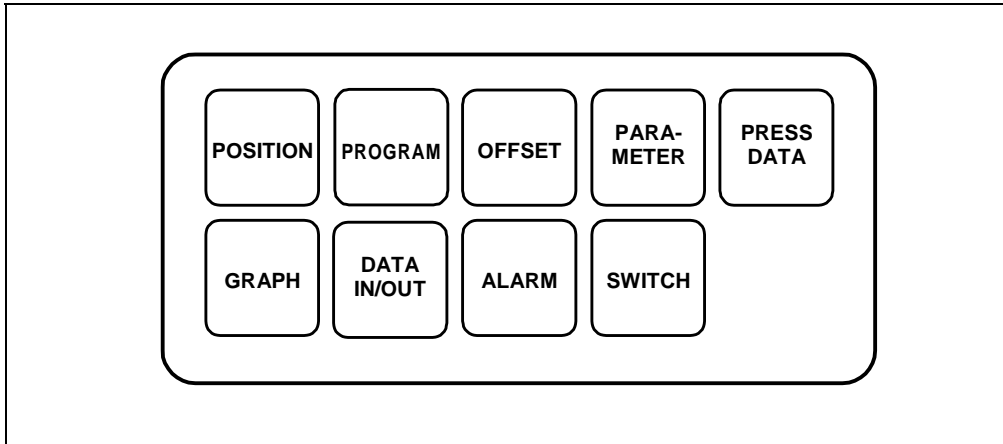 POSITION
PROGRAM
OFFSET
PARA-
METER
PRESS
DATA
GRAPH
DATA
IN/OUT
ALARM
SWITCH